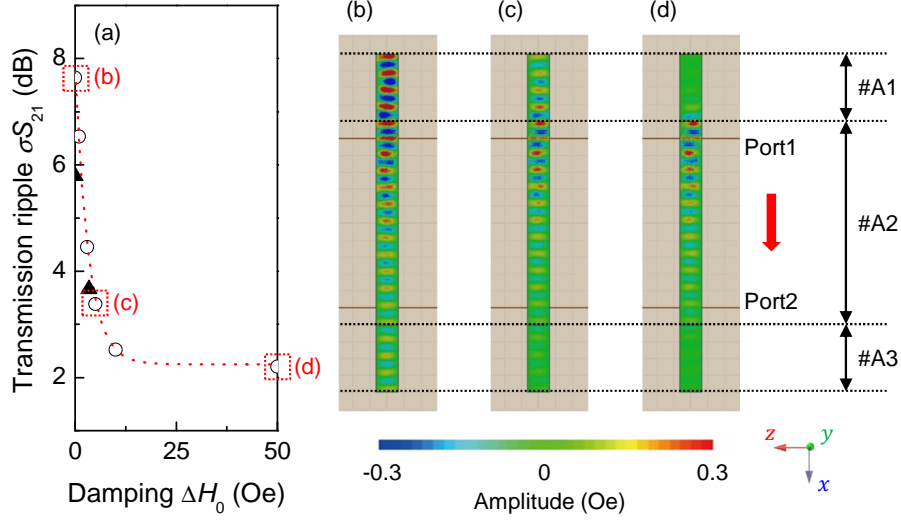 (a)
(b)
(c)
(d)
8
6
4
2
0
25
50
Transmission ripple σS21 (dB)
Damping ΔH0 (Oe)
(b)
(c)
(d)
#A1
Port1
#A2
Port2
#A3
-0.3
0
0.3
Amplitude (Oe)
z
y
x